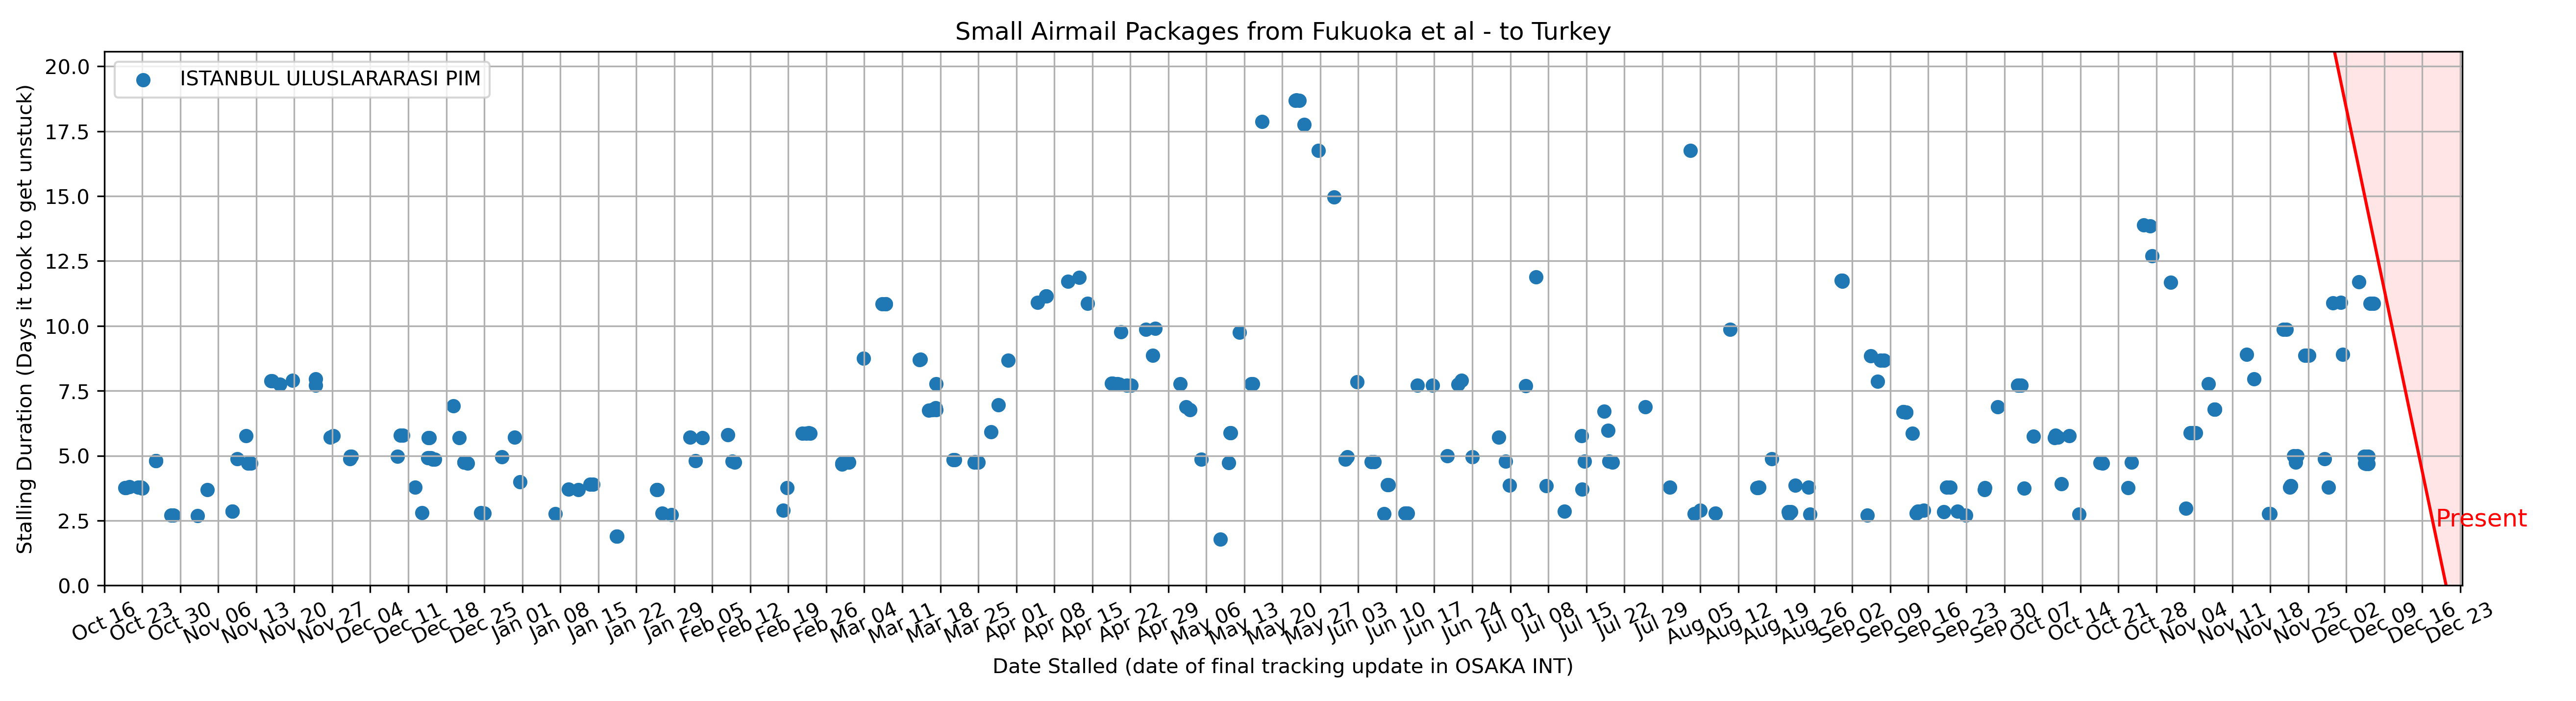 Small Airmail Packages from Fukuoka et al - to Turkey
ISTANBUL ULUSLARARASI PIM
Stalling Duration (Days it took to get unstuck)
20.0
17.5
15.0
12.5
10.0
7.5
5.0
2.5
0.0
Present
Oct 16 Oct 23 Oct 30 Nov 06 Nov 13 Nov 20 Nov 27 Dec 04 Dec 11 Dec 18 Dec 25 Jan 01 Jan 08 Jan 15 Jan 22 Jan 29 Feb 05 Feb 12 Feb 19 Feb 26 Mar 04 Mar 11 Mar 18 Mar 25 Apr 01 Apr 08 Apr 15 Apr 22 Apr 29 May 06 May 13 May 20 May 27 Jun 03 Jun 10 Jun 17 Jun 24 Jul 01 Jul 08 Jul 15 Jul 22 Jul 29 Aug 05 Aug 12 Aug 19 Aug 26 Sep 02 Sep 09 Sep 16 Sep 23 Sep 30 Oct 07 Oct 14 Oct 21 Oct 28 Nov 04 Nov 11 Nov 18 Nov 25 Dec 02 Dec 09 Dec 16 Dec 23
Date Stalled (date of final tracking update in OSAKA INT)